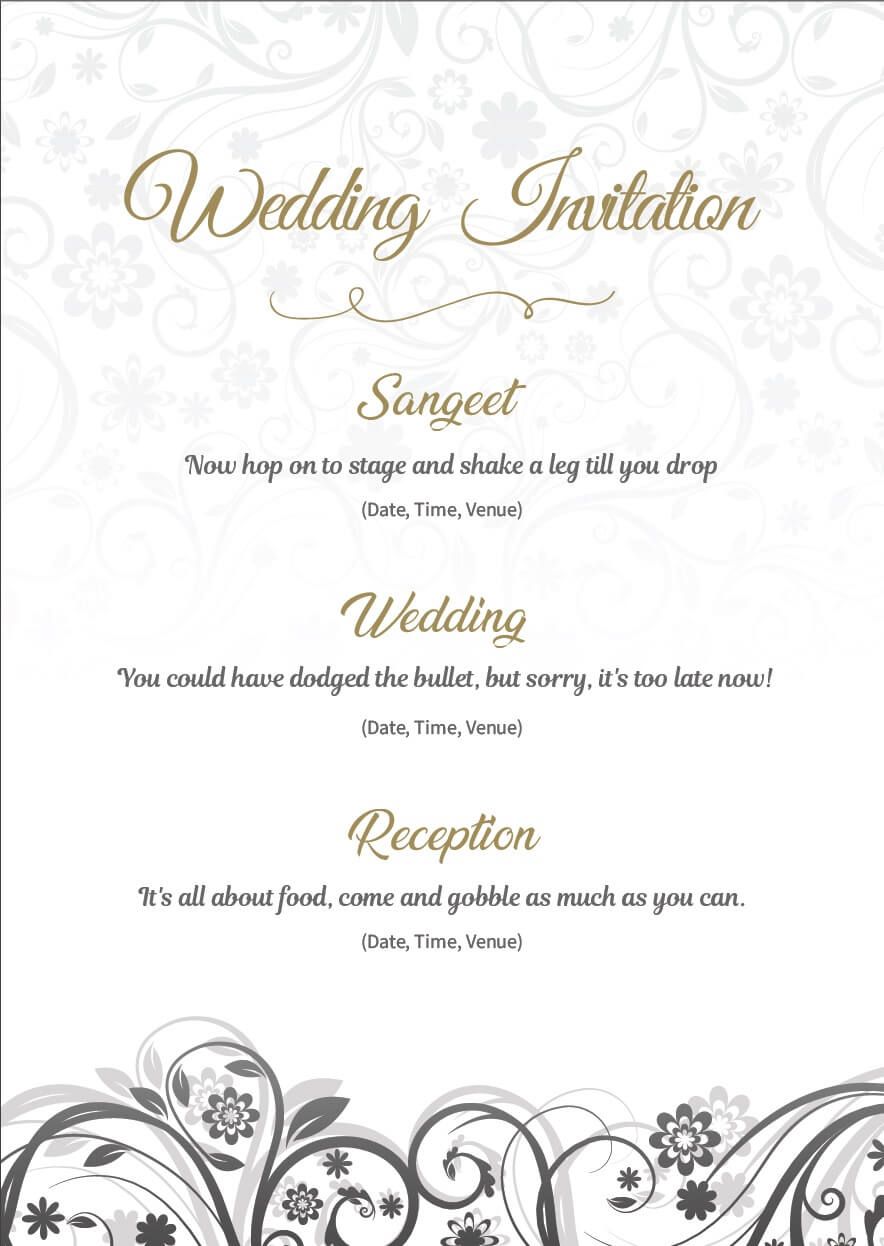 Wedding Invitation
Sangeet
Now hop on to stage and shake a leg till you drop
(Date, Time, Venue)
Wedding
You could have dodged the bullet, but sorry, it's too late now!
(Date, Time, Venue)
Reception
It's all about food, come and gobble as much as you can.
(Date, Time, Venue)